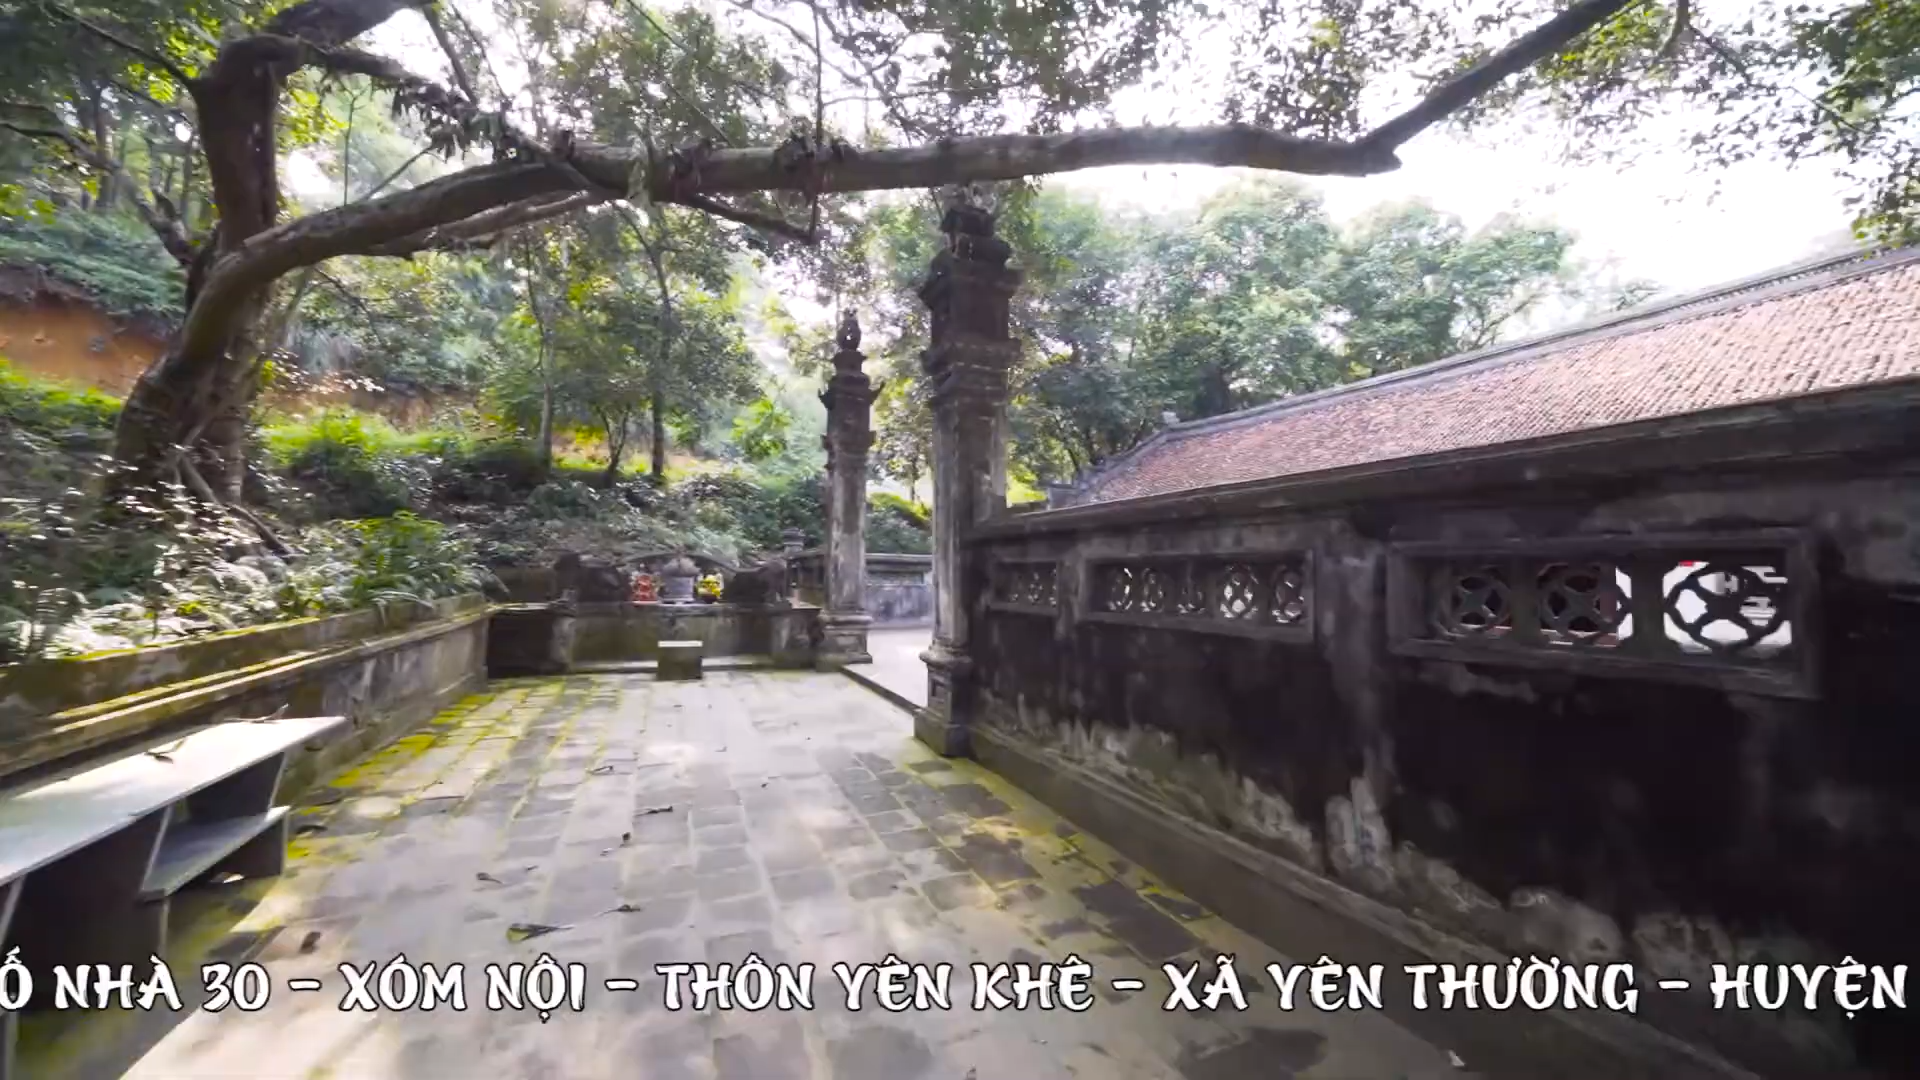 Ố NHÀ 30 - XÓM NỘI - THÔN YÊN KHÊ - XÃ YÊN THƯỜNG - HUYỆN